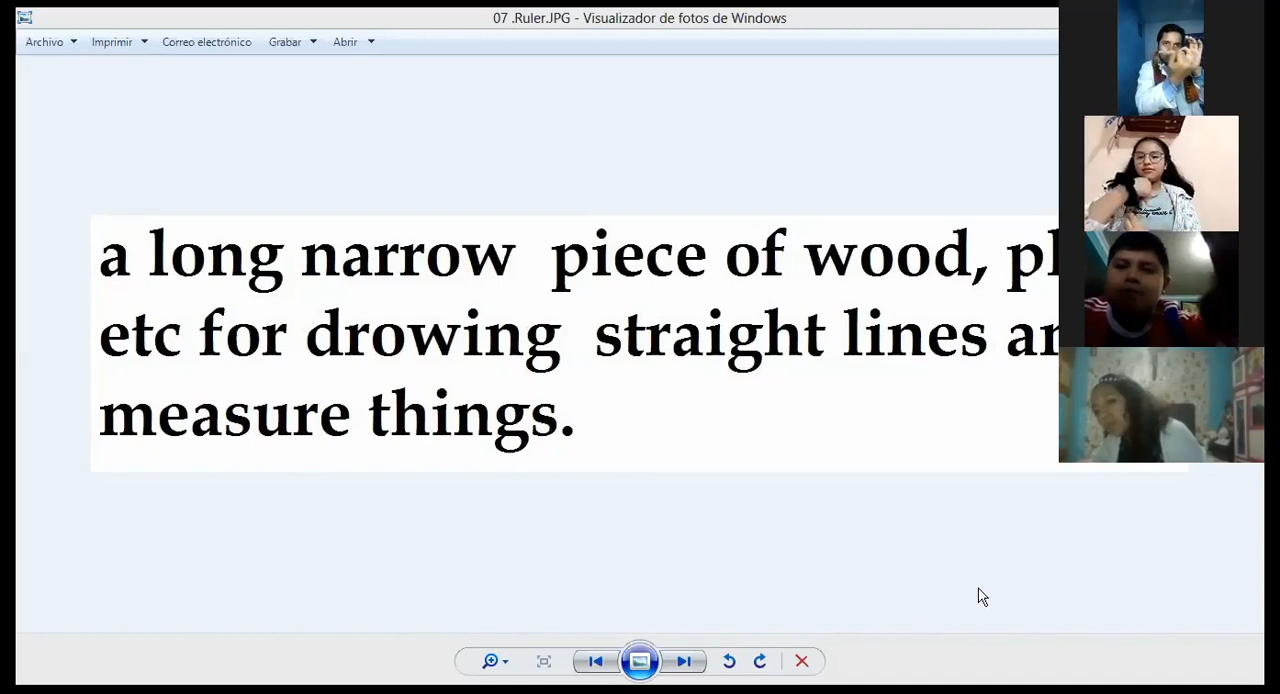 07 .Ruler.JPG - Visualizador de fotos de Windows
Archivo Imprimir Correo electrónico Grabar Abrir
a long narrow piece of wood,
etc for drowing straight lines
measure things.